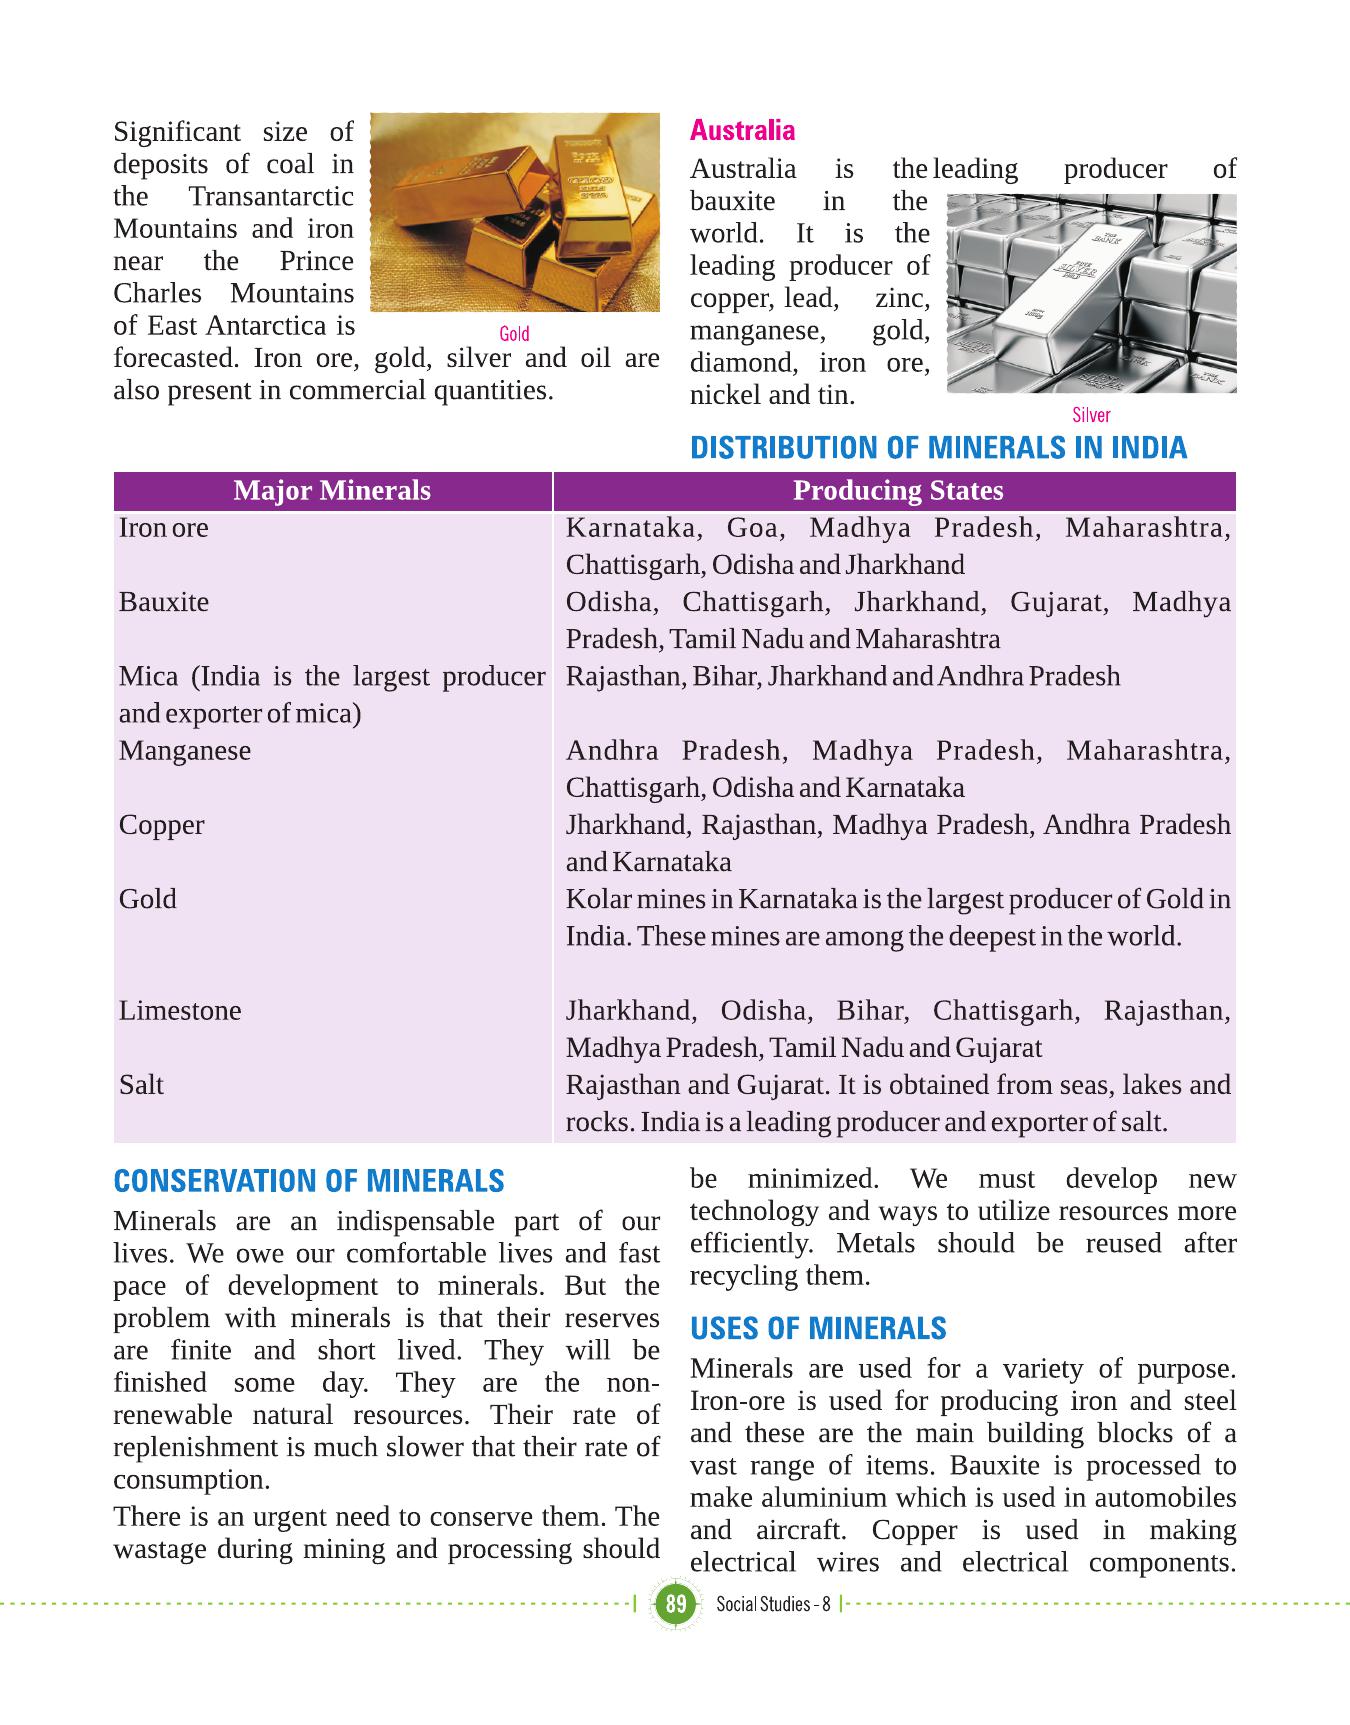 Significant size of
deposits of coal in
the Transantarctic
Mountains and iron
near the Prince
Charles Mountains
of East Antarctica is
forecasted. Iron ore, gold, silver and oil are
also present in commercial quantities.
Gold
Australia
Australia is the leading producer of
bauxite in the
world. It is the
leading producer of
copper, lead, zinc,
manganese, gold,
diamond, iron ore,
nickel and tin.
Silver
DISTRIBUTION OF MINERALS IN INDIA
Major Minerals Producing States
Iron ore Karnataka, Goa, Madhya Pradesh, Maharashtra,
Chattisgarh, Odisha and Jharkhand
Bauxite Odisha, Chattisgarh, Jharkhand, Gujarat, Madhya
Pradesh, Tamil Nadu and Maharashtra
Mica (India is the largest producer Rajasthan, Bihar, Jharkhand and Andhra Pradesh
and exporter of mica)
Manganese Andhra Pradesh, Madhya Pradesh, Maharashtra,
Chattisgarh, Odisha and Karnataka
Copper Jharkhand, Rajasthan, Madhya Pradesh, Andhra Pradesh
and Karnataka
Gold Kolar mines in Karnataka is the largest producer of Gold in
India. These mines are among the deepest in the world.
Limestone Jharkhand, Odisha, Bihar, Chattisgarh, Rajasthan,
Madhya Pradesh, Tamil Nadu and Gujarat
Salt Rajasthan and Gujarat. It is obtained from seas, lakes and
rocks. India is a leading producer and exporter of salt.
CONSERVATION OF MINERALS
Minerals are an indispensable part of our
lives. We owe our comfortable lives and fast
pace of development to minerals. But the
problem with minerals is that their reserves
are finite and short lived. They will be
finished some day. They are the non-
renewable natural resources. Their rate of
replenishment is much slower that their rate of
consumption.
There is an urgent need to conserve them. The
wastage during mining and processing should
be minimized. We must develop new
technology and ways to utilize resources more
efficiently. Metals should be reused after
recycling them.
USES OF MINERALS
Minerals are used for a variety of purpose.
Iron-ore is used for producing iron and steel
and these are the main building blocks of a
vast range of items. Bauxite is processed to
make aluminium which is used in automobiles
and aircraft. Copper is used in making
electrical wires and electrical components.
89 Social Studies - 8